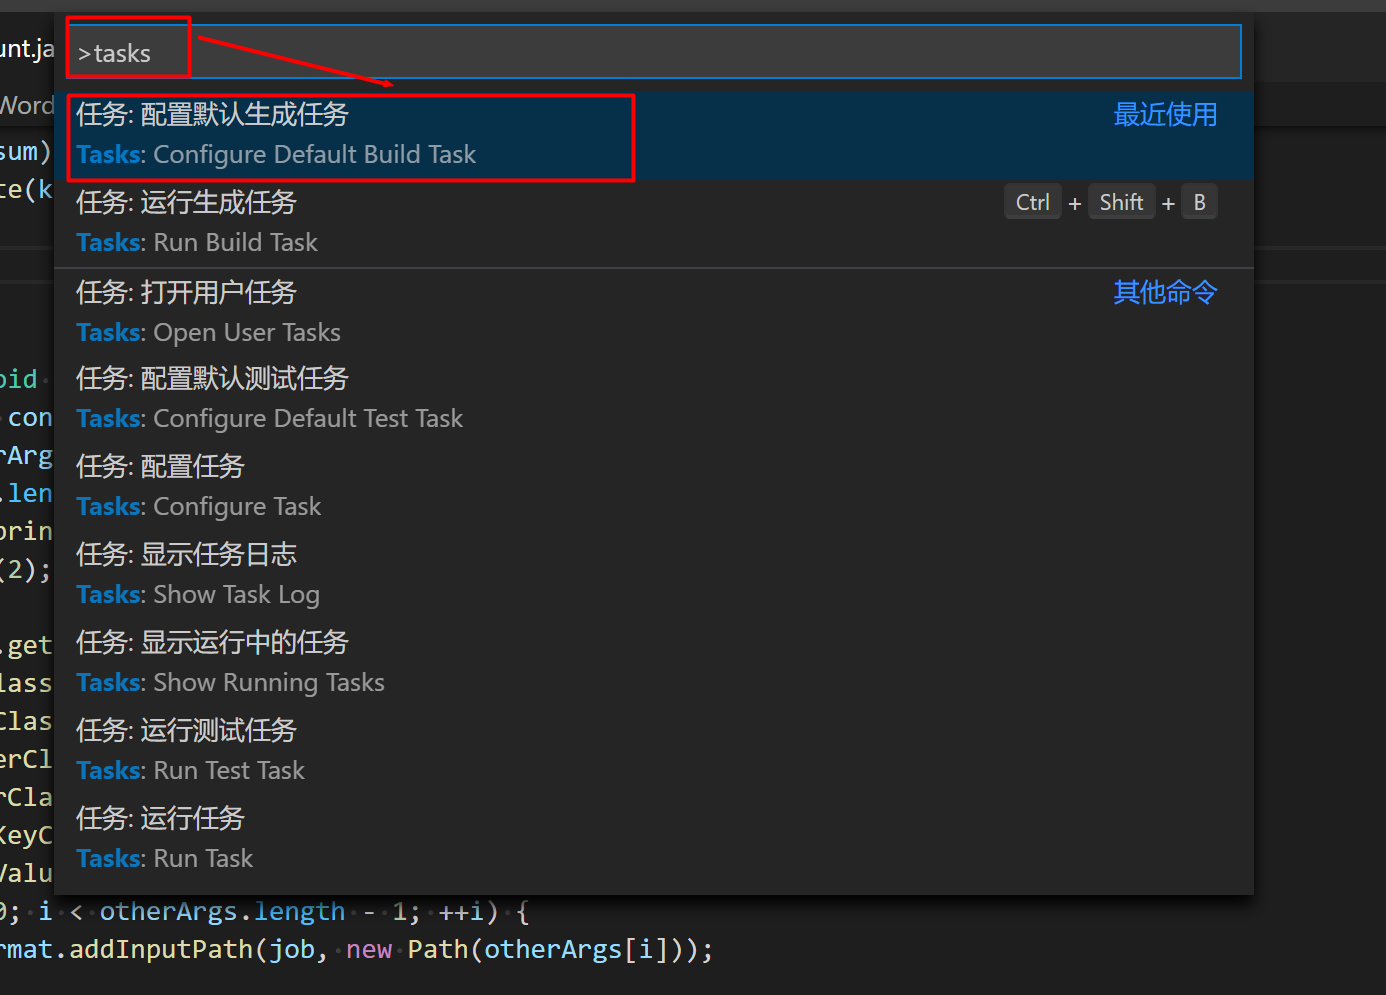 unt.ja
>tasks
Word
任务: 配置默认生成任务 最近使用
Tasks: Configure Default Build Task
sum)
te(k
任务: 运行生成任务 Ctrl + Shift + B
Tasks: Run Build Task
任务: 打开用户任务 其他命令
Tasks: Open User Tasks
oid
任务: 配置默认测试任务
con
Tasks: Configure Default Test Task
rArg
任务: 配置任务
.len
Tasks: Configure Task
prin
(2);
任务: 显示任务日志
Tasks: Show Task Log
.get
任务: 显示运行中的任务
lass
Tasks: Show Running Tasks
Clas
任务: 运行测试任务
erCl
Tasks: Run Test Task
rCla
任务: 运行任务
KeyC
Tasks: Run Task
Valu
0; i < otherArgs.length - 1; ++i) {
rmat.addInputPath(job, new Path(otherArgs[i]));